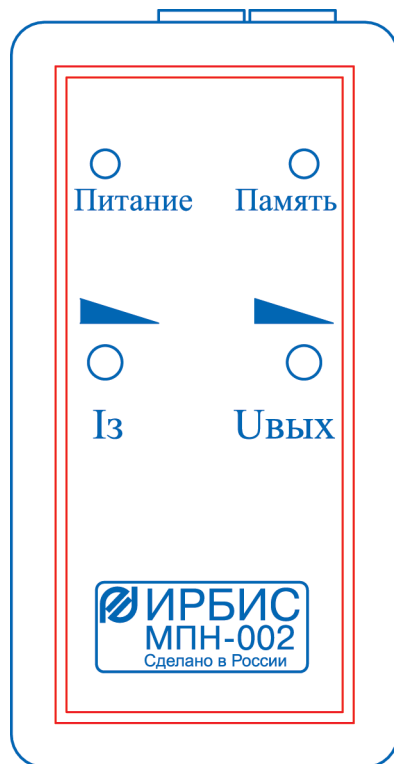 Питание Память
Iз Uвых
ИРБИС
МПН-002
Сделано в России